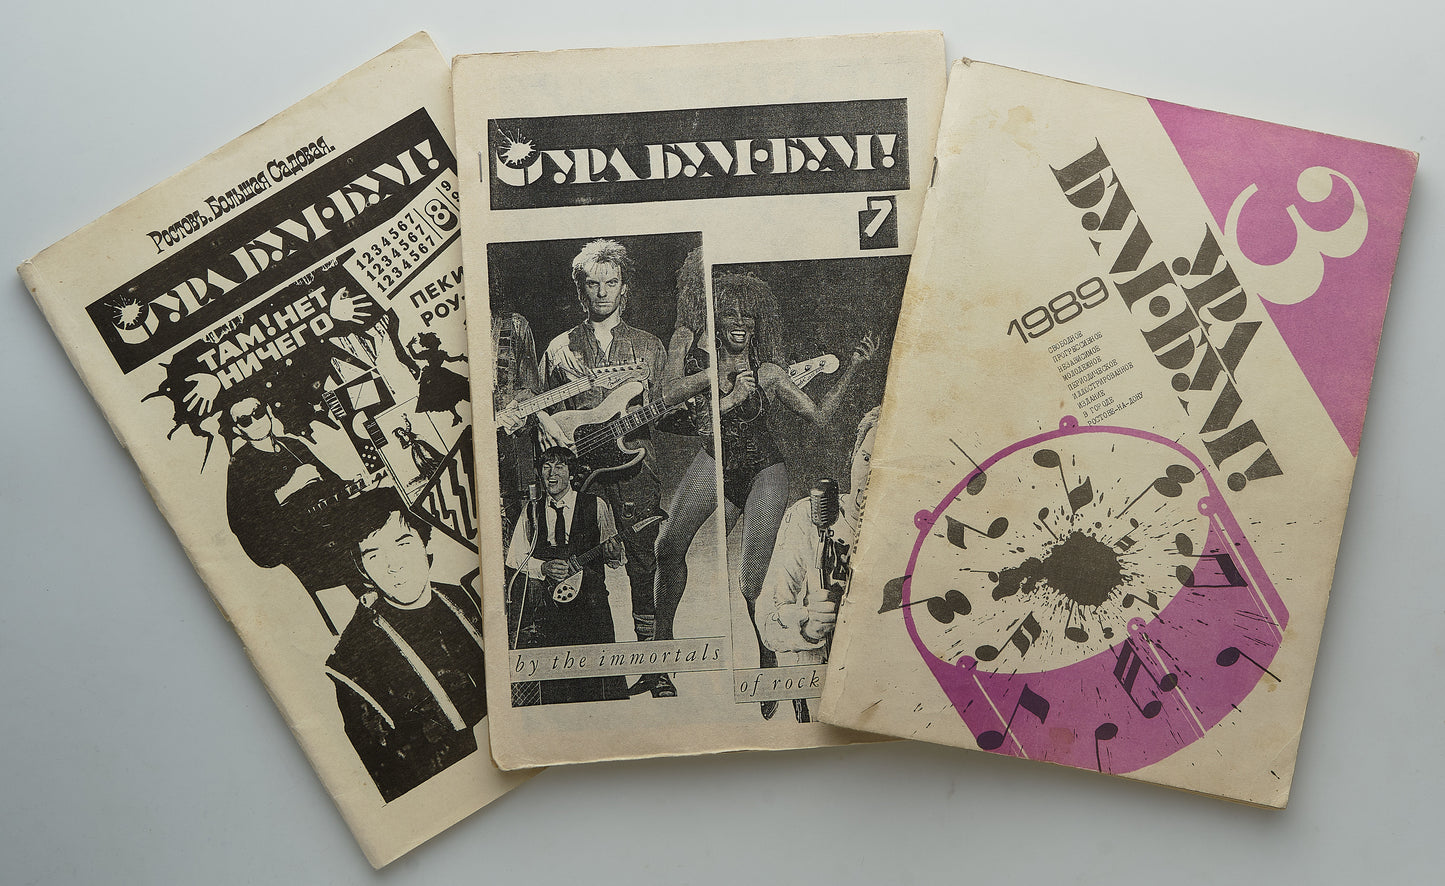 Ростовъ. Большая Садовая.
УРА БУМ·БУМ!
1234567
1234567
1234567
8
9
9
ТАМ! НЕТ
НИЧЕГО
ПЕКИ
РОУ
УРА БУМ·БУМ!
7
by the immortals
of rock
3
УРА
БУМ·БУМ!
1989
СВОБОДНОЕ
ПРОГРЕССИВНОЕ
НЕЗАВИСИМОЕ
МОЛОДЕЖНОЕ
ПЕРИОДИЧЕСКОЕ
ИЛЛЮСТРИРОВАННОЕ
ИЗДАНИЕ
В ГОРОДЕ
РОСТОВЕ-НА-ДОНУ